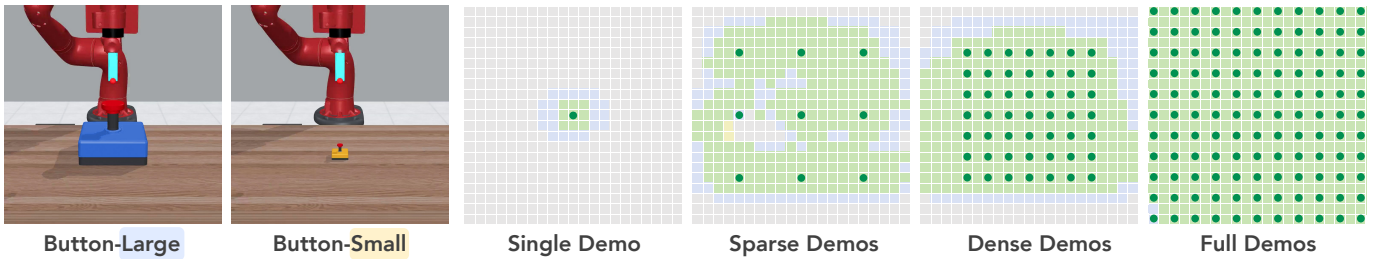 Button-Large
Button-Small
Single Demo
Sparse Demos
Dense Demos
Full Demos